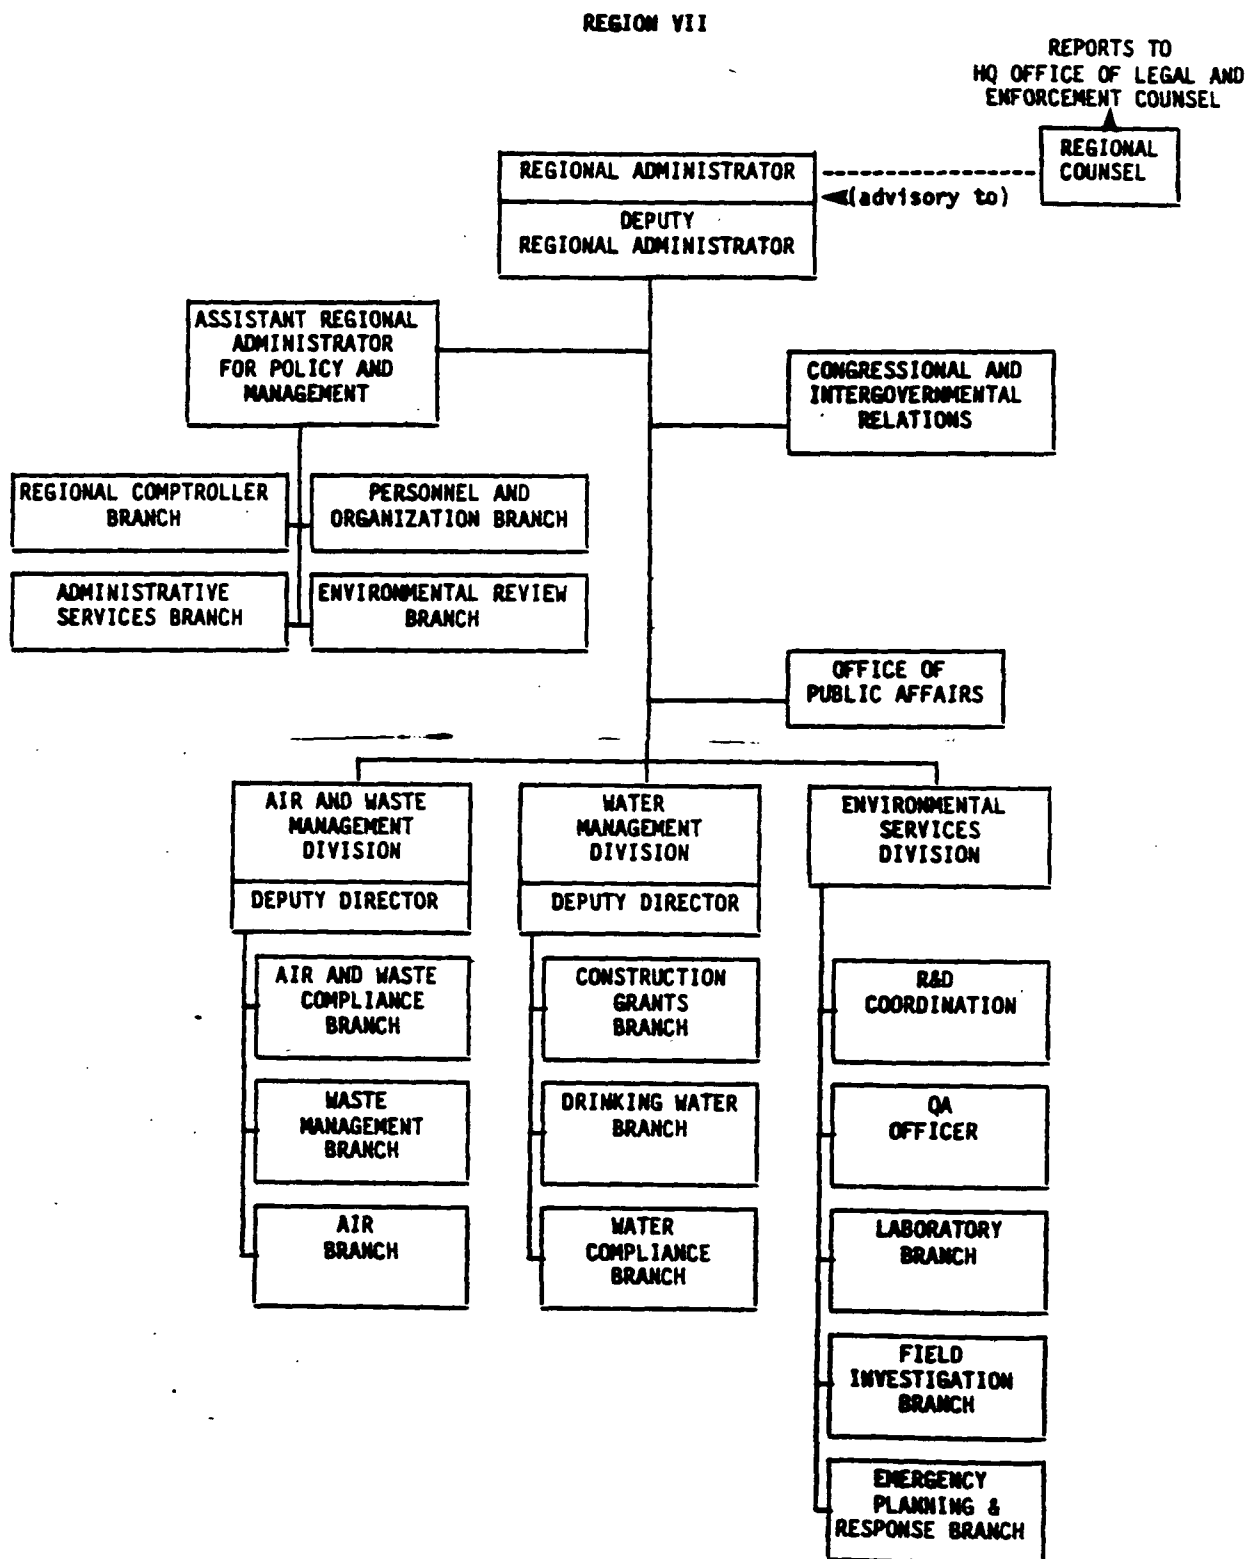 REGION VII
REPORTS TO
HQ OFFICE OF LEGAL AND
ENFORCEMENT COUNSEL
REGIONAL
COUNSEL
REGIONAL ADMINISTRATOR
(advisory to)
DEPUTY
REGIONAL ADMINISTRATOR
ASSISTANT REGIONAL
ADMINISTRATOR
FOR POLICY AND
MANAGEMENT
CONGRESSIONAL AND
INTERGOVERNMENTAL
RELATIONS
REGIONAL COMPTROLLER
BRANCH
PERSONNEL AND
ORGANIZATION BRANCH
ADMINISTRATIVE
SERVICES BRANCH
ENVIRONMENTAL REVIEW
BRANCH
OFFICE OF
PUBLIC AFFAIRS
AIR AND WASTE
MANAGEMENT
DIVISION
DEPUTY DIRECTOR
AIR AND WASTE
COMPLIANCE
BRANCH
WASTE
MANAGEMENT
BRANCH
AIR
BRANCH
WATER
MANAGEMENT
DIVISION
DEPUTY DIRECTOR
CONSTRUCTION
GRANTS
BRANCH
DRINKING WATER
BRANCH
WATER
COMPLIANCE
BRANCH
ENVIRONMENTAL
SERVICES
DIVISION
R&D
COORDINATION
QA
OFFICER
LABORATORY
BRANCH
FIELD
INVESTIGATION
BRANCH
EMERGENCY
PLANNING &
RESPONSE BRANCH